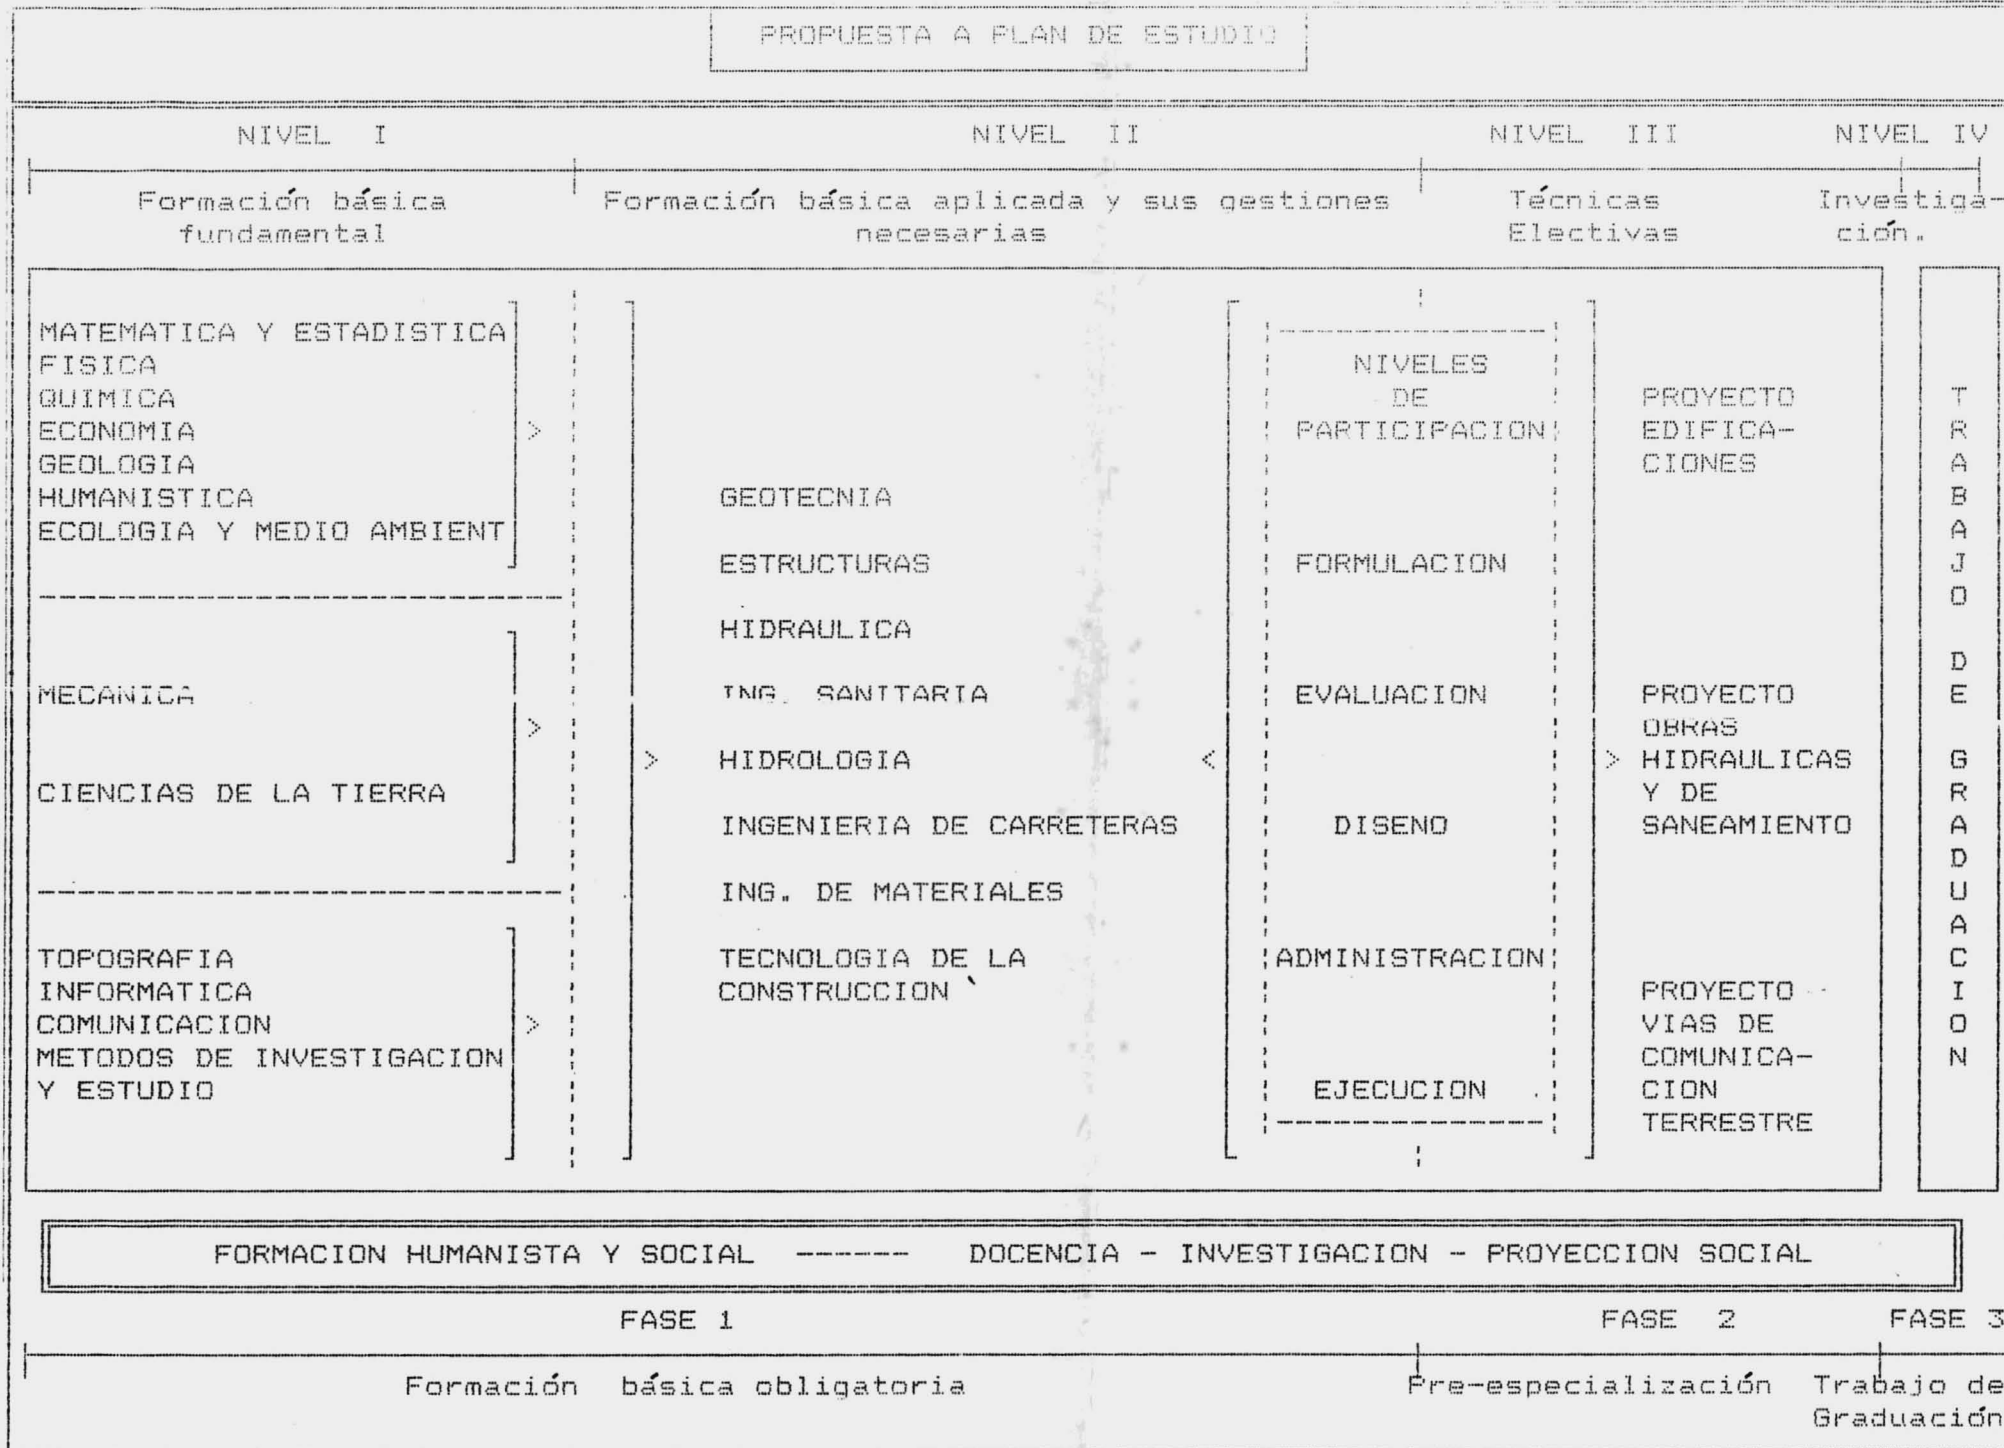 PROPUESTA A PLAN DE ESTUDIO
NIVEL I
NIVEL II
NIVEL III
NIVEL IV
Formación básica
fundamental
Formación básica aplicada y sus gestiones
necesarias
Técnicas
Electivas
Investiga-
ción.
MATEMATICA Y ESTADISTICA
FISICA
QUIMICA
ECONOMIA >
GEOLOGIA
HUMANISTICA
ECOLOGIA Y MEDIO AMBIENT
MECANICA
>
CIENCIAS DE LA TIERRA
TOPOGRAFIA
INFORMATICA
COMUNICACION >
METODOS DE INVESTIGACION
Y ESTUDIO
GEOTECNIA
ESTRUCTURAS
HIDRAULICA
ING. SANITARIA
> HIDROLOGIA <
INGENIERIA DE CARRETERAS
ING. DE MATERIALES
TECNOLOGIA DE LA
CONSTRUCCION
NIVELES
DE
PARTICIPACION
FORMULACION
EVALUACION
DISENO
ADMINISTRACION
EJECUCION
PROYECTO
EDIFICA-
CIONES
PROYECTO
OBRAS
> HIDRAULICAS
Y DE
SANEAMIENTO
PROYECTO
VIAS DE
COMUNICA-
CION
TERRESTRE
TRABAJO DE GRADUACION
FORMACION HUMANISTA Y SOCIAL ------ DOCENCIA - INVESTIGACION - PROYECCION SOCIAL
FASE 1
FASE 2
FASE 3
Formación básica obligatoria
Pre-especialización
Trabajo de
Graduación